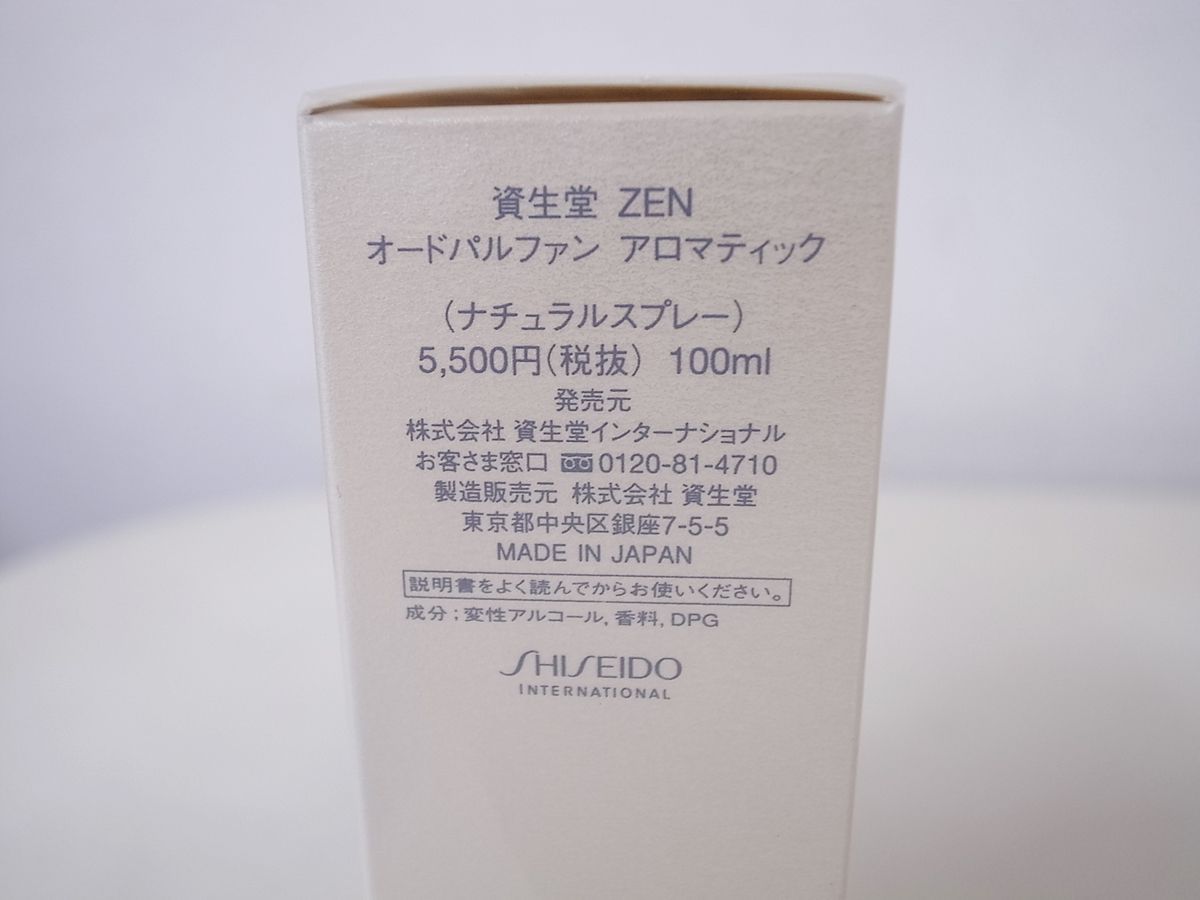 資生堂 ZEN
オードパルファン アロマティック
(ナチュラルスプレー)
5,500円(税抜) 100ml
発売元
株式会社 資生堂インターナショナル
お客さま窓口 0120-81-4710
製造販売元 株式会社 資生堂
東京都中央区銀座7-5-5
MADE IN JAPAN
説明書をよく読んでからお使いください。
成分;変性アルコール,香料,DPG
SHISEIDO
INTERNATIONAL